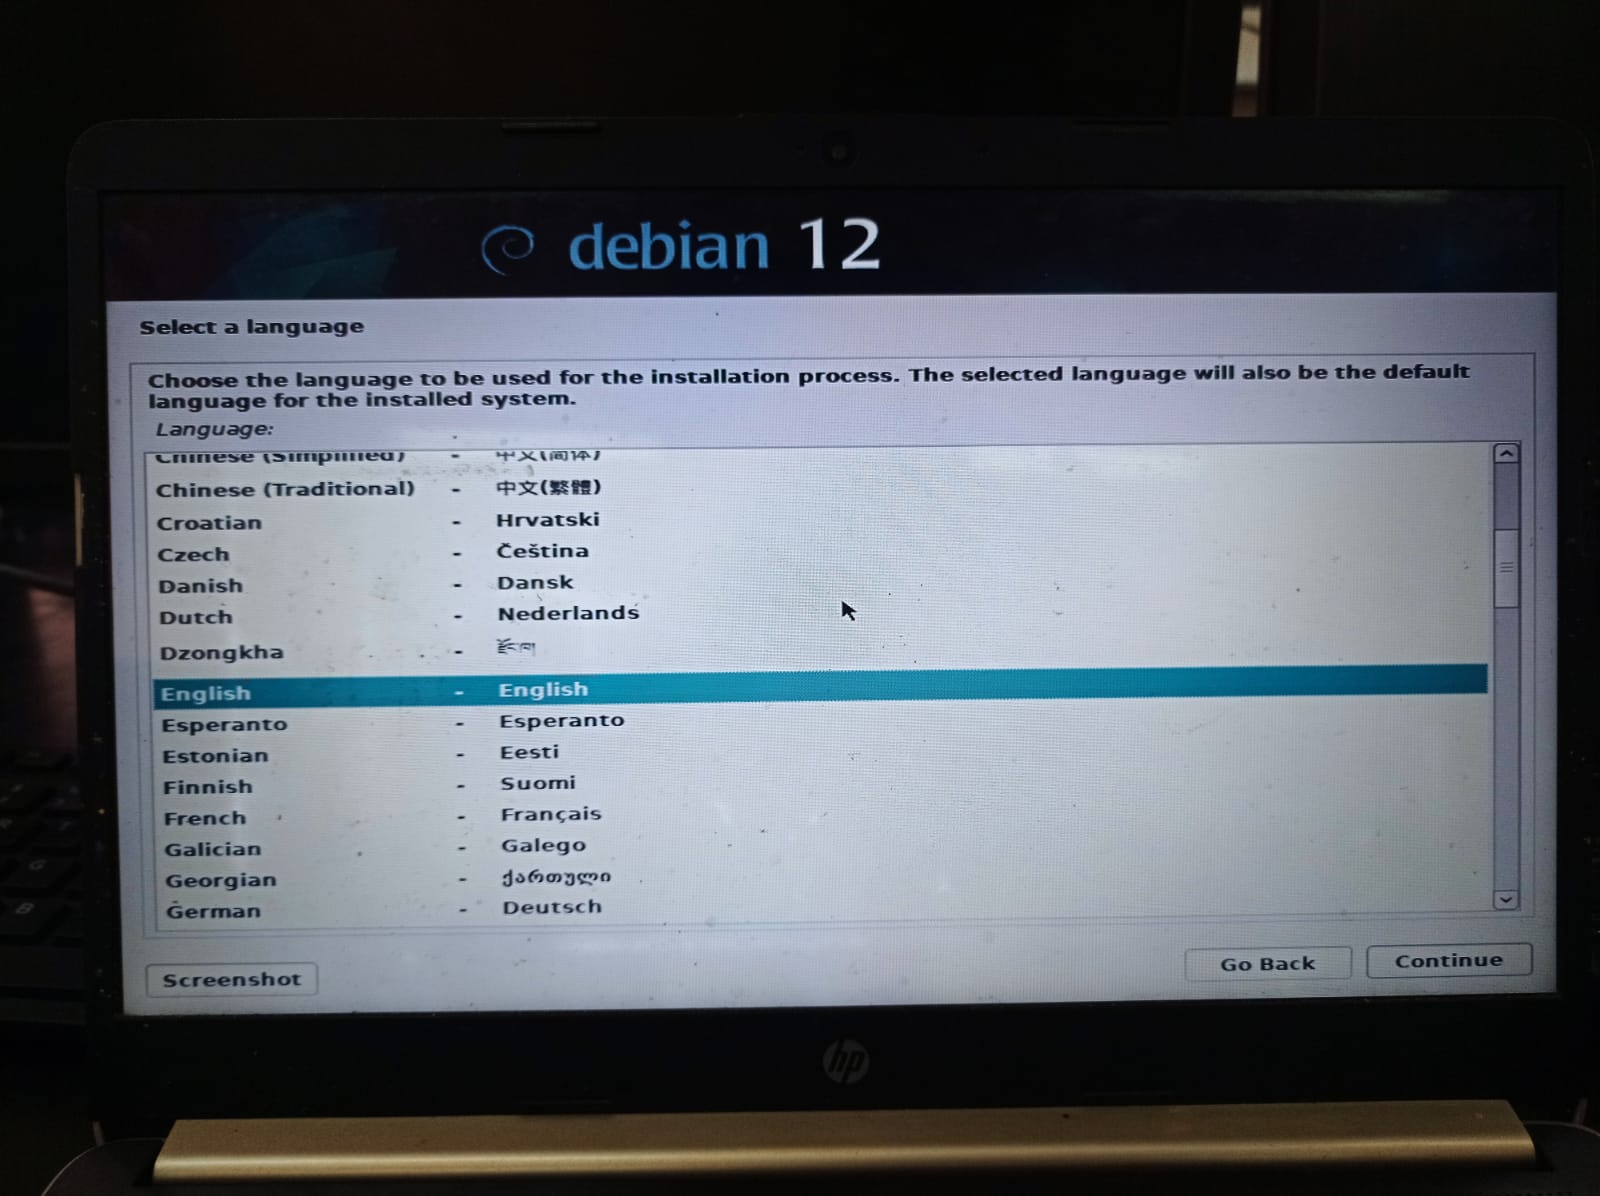 debian 12
Select a language
Choose the language to be used for the installation process. The selected language will also be the default
language for the installed system.
Language:
Chinese (Simplified) - 中文(简体)
Chinese (Traditional) - 中文(繁體)
Croatian - Hrvatski
Czech - Čeština
Danish - Dansk
Dutch - Nederlands
Dzongkha - རྫོང་ཁ།
English - English
Esperanto - Esperanto
Estonian - Eesti
Finnish - Suomi
French - Français
Galician - Galego
Georgian - ქართული
German - Deutsch
Screenshot
Go Back
Continue
hp
G
B